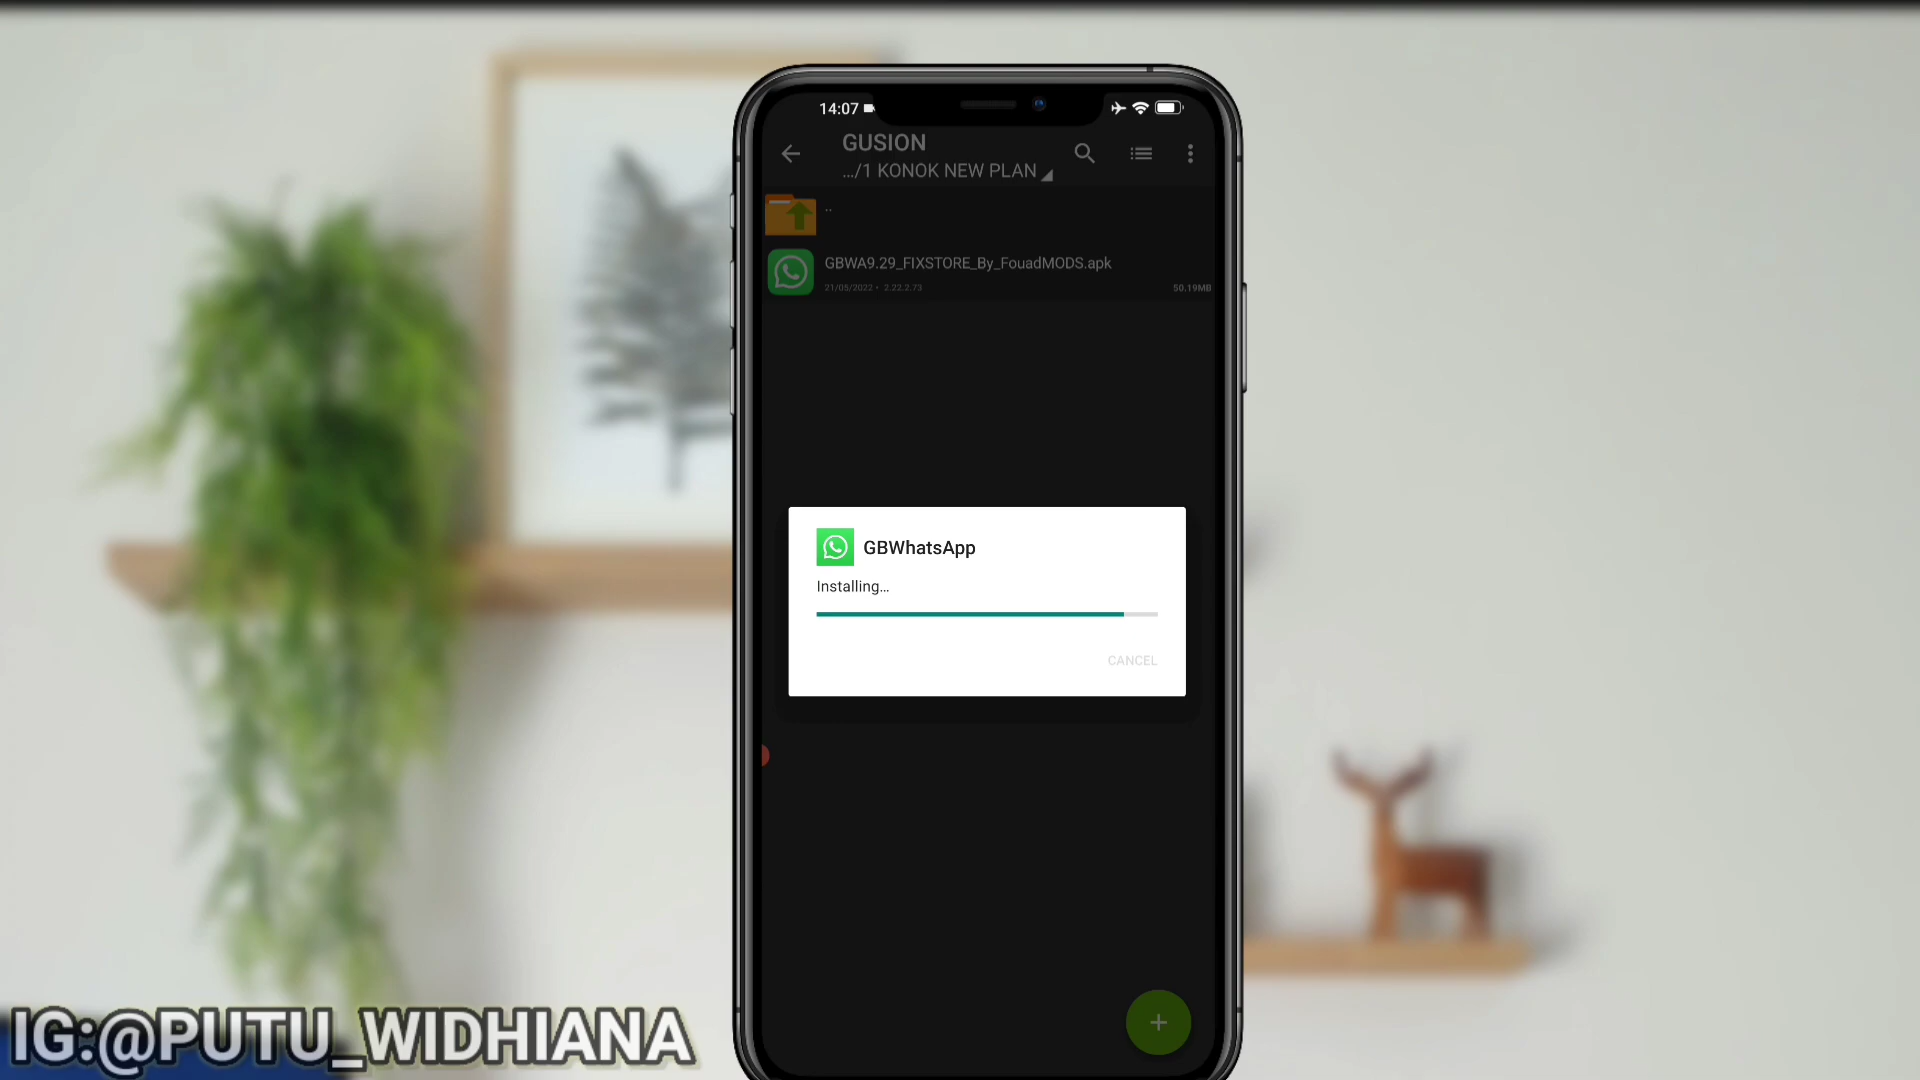 14:07
GUSION
.../1 KONOK NEW PLAN
..
GBWA9.29_FIXSTORE_By_FouadMODS.apk
21/05/2022 • 2.22.2.73
50.19MB
GBWhatsApp
Installing...
CANCEL
IG:@PUTU_WIDHIANA